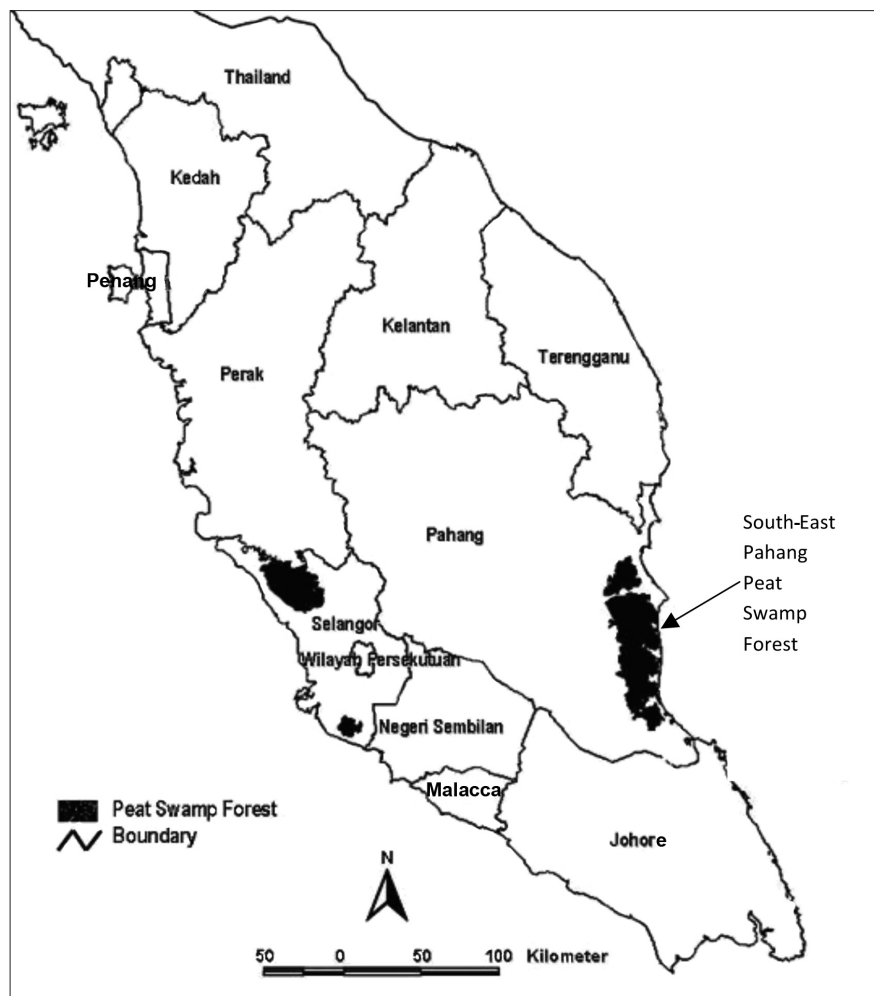 Thailand
Kedah
Penang
Kelantan
Terengganu
Perak
Pahang
South-East
Pahang
Peat
Swamp
Forest
Selangor
Wilayah Persekutuan
Negeri Sembilan
Malacca
Johore
Peat Swamp Forest
Boundary
N
50 0 50 100 Kilometer